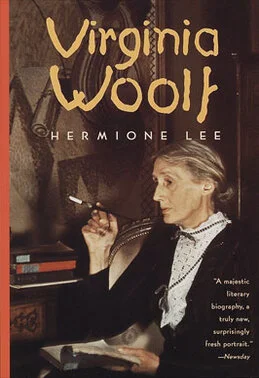 Virginia
Woolf
HERMIONE LEE
"A majestic
literary
biography, a
truly new,
surprisingly
fresh portrait."
—Newsday